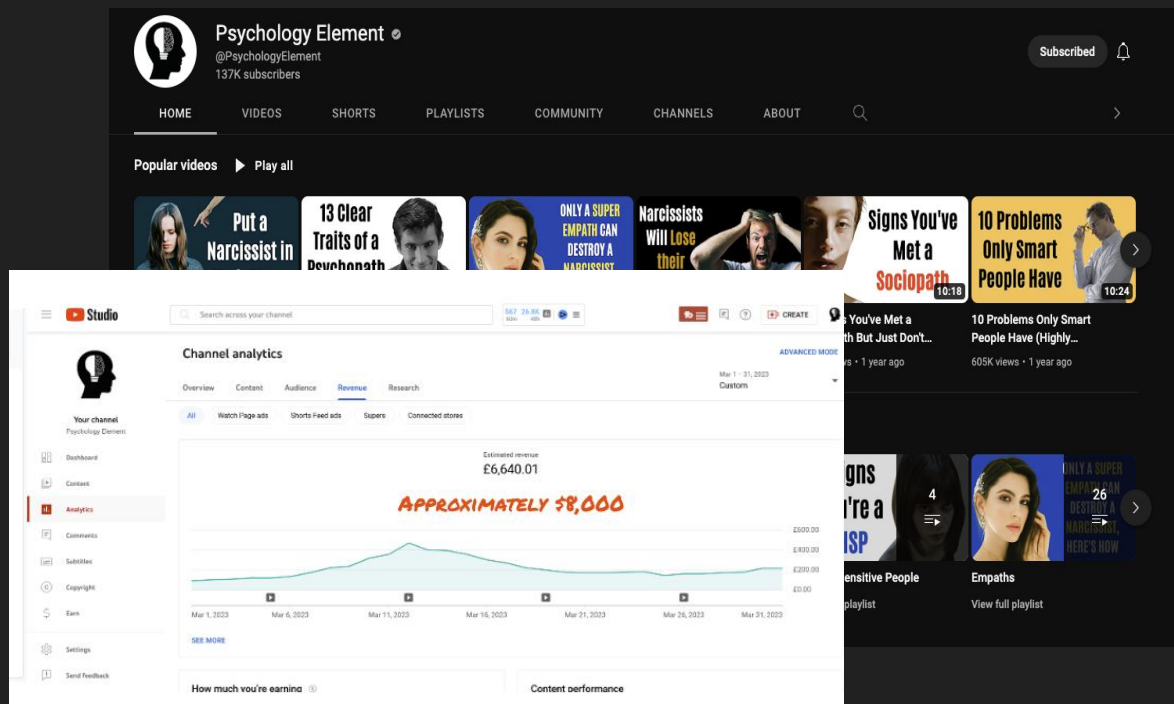 Psychology Element
@PsychologyElement
137K subscribers
Subscribed
HOME VIDEOS SHORTS PLAYLISTS COMMUNITY CHANNELS ABOUT
Popular videos Play all
Put a
Narcissist in
13 Clear
Traits of a
Psychopath
ONLY A SUPER
EMPATH CAN
DESTROY A
NARCISSIST
Narcissists
Will Lose
their
Signs You've
Met a
Sociopath
10:18
10 Problems
Only Smart
People Have
10:24
s You've Met a
th But Just Don't...
vs • 1 year ago
10 Problems Only Smart
People Have (Highly...
605K views • 1 year ago
gns
're a
ISP
4
ONLY A SUPER
EMPATH CAN
DESTROY A
NARCISSIST,
HERE'S HOW
26
ensitive People
playlist
Empaths
View full playlist
Studio
Search across your channel
567 26.8K
CREATE
Channel analytics
ADVANCED MODE
Mar 1 - 31, 2023
Custom
Overview Content Audience Revenue Research
All Watch Page ads Shorts Feed ads Supers Connected stores
Your channel
Psychology Element
Dashboard
Content
Analytics
Comments
Subtitles
Copyright
Earn
Settings
Send feedback
Estimated revenue
£6,640.01
APPROXIMATELY $8,000
£600.00
£400.00
£200.00
£0.00
Mar 1, 2023 Mar 6, 2023 Mar 11, 2023 Mar 16, 2023 Mar 21, 2023 Mar 26, 2023 Mar 31, 2023
SEE MORE
How much you're earning
Content performance